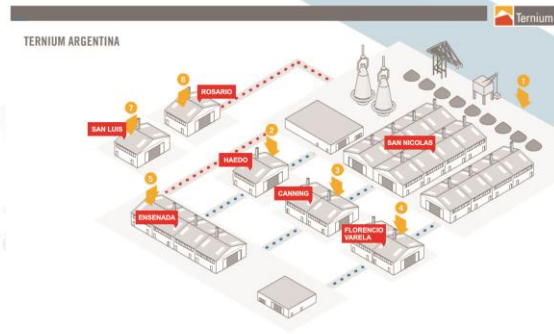 Ternium
TERNIUM ARGENTINA
1
6
ROSARIO
7
SAN LUIS
2
SAN NICOLAS
HAEDO
3
CANNING
5
ENSENADA
4
FLORENCIO
VARELA